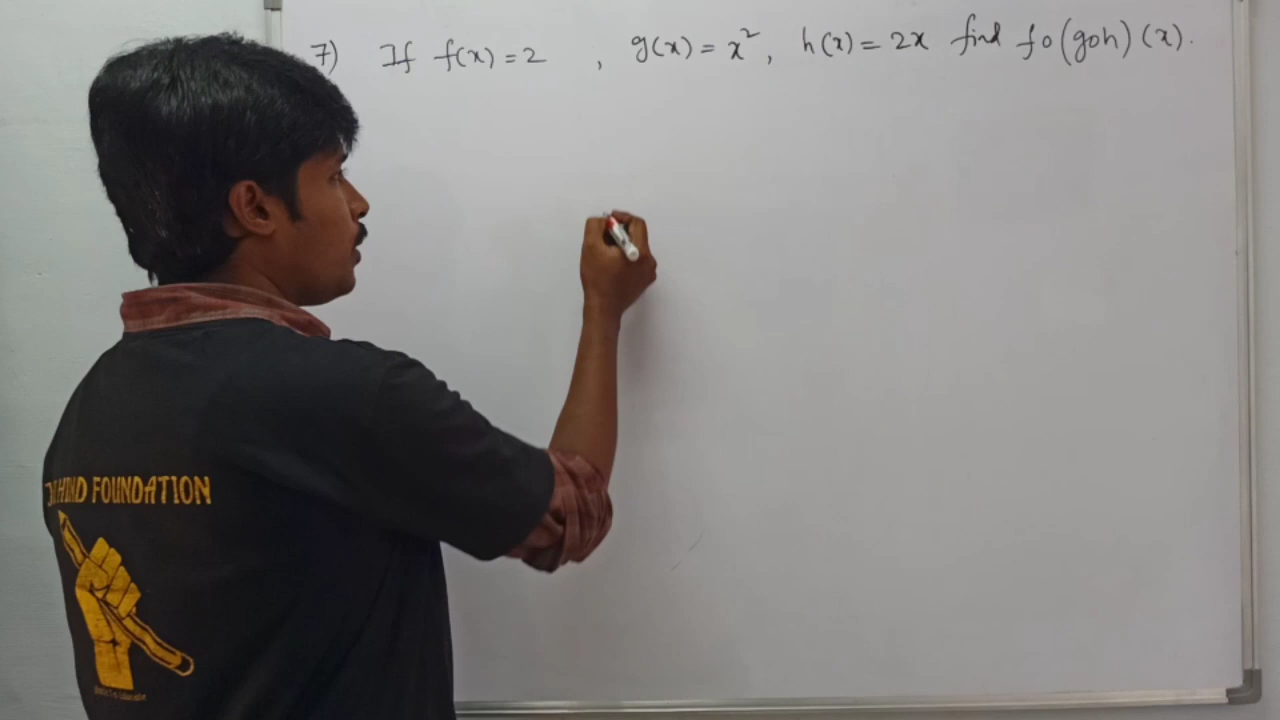 7) If f(x) = 2 , g(x) = x², h(x) = 2x find fo(goh)(x).
HIND FOUNDATION